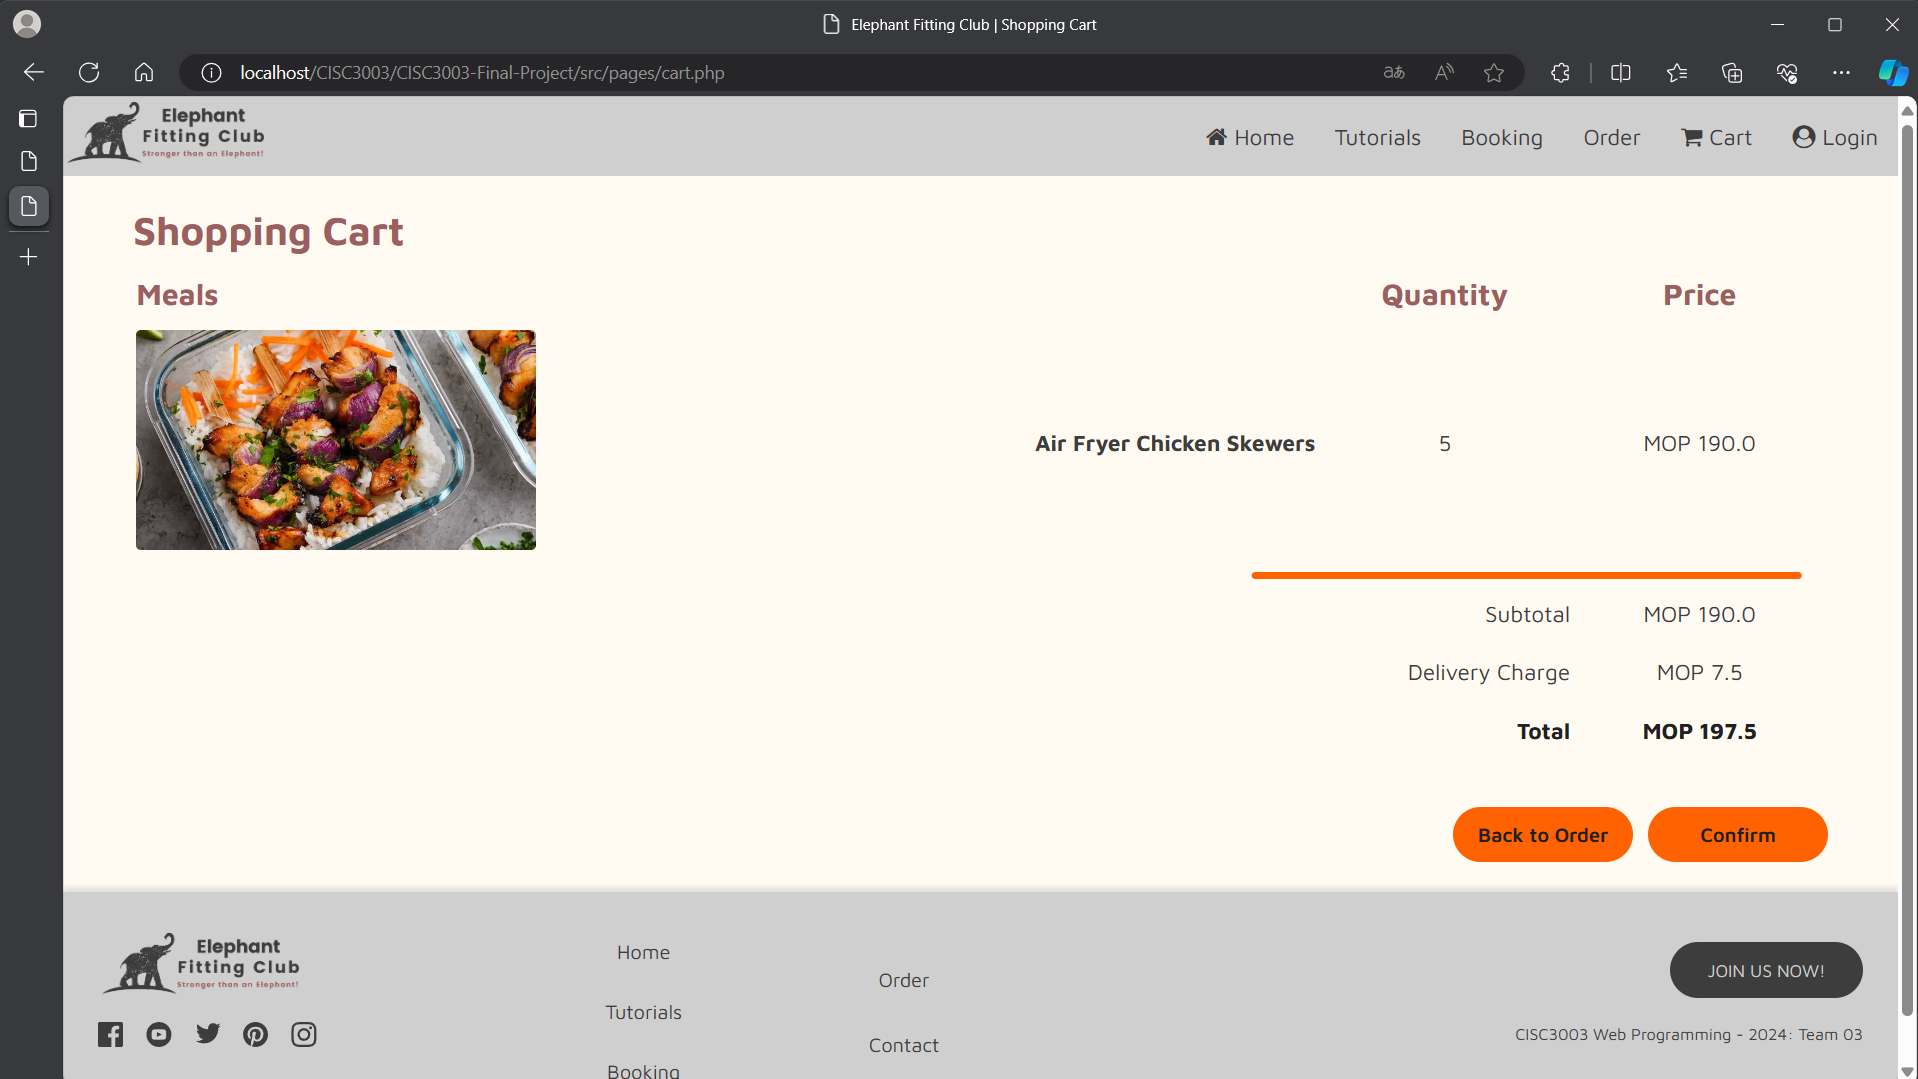 Elephant Fitting Club | Shopping Cart
localhost/CISC3003/CISC3003-Final-Project/src/pages/cart.php
Elephant
Fitting Club
Stronger than an Elephant!
Home
Tutorials
Booking
Order
Cart
Login
Shopping Cart
Meals
Quantity
Price
Air Fryer Chicken Skewers
5
MOP 190.0
Subtotal
MOP 190.0
Delivery Charge
MOP 7.5
Total
MOP 197.5
Back to Order
Confirm
Elephant
Fitting Club
Stronger than an Elephant!
Home
Tutorials
Booking
Order
Contact
JOIN US NOW!
CISC3003 Web Programming - 2024: Team 03